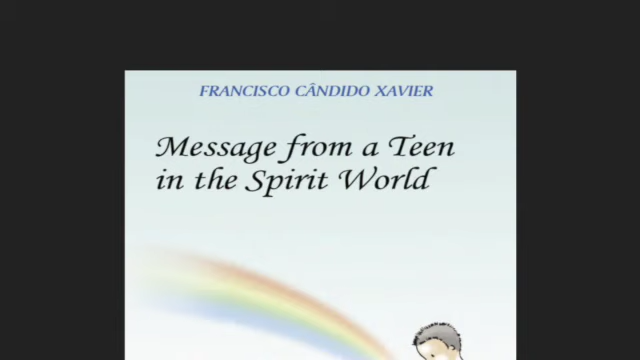 FRANCISCO CÂNDIDO XAVIER
Message from a Teen
in the Spirit World